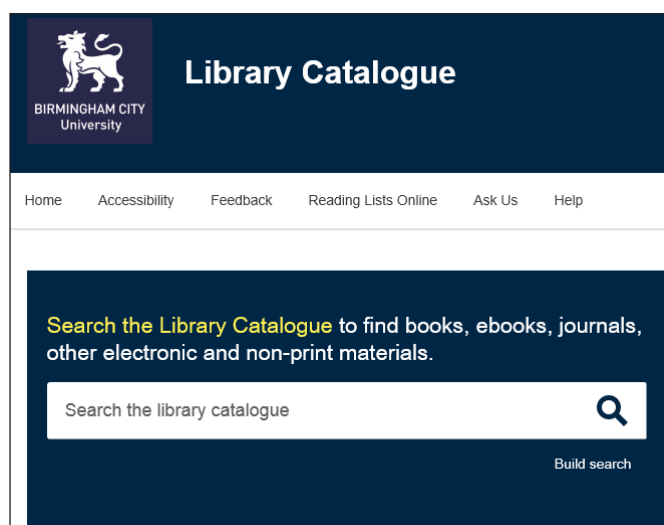 BIRMINGHAM CITY
University
Library Catalogue
Home Accessibility Feedback Reading Lists Online Ask Us Help
Search the Library Catalogue to find books, ebooks, journals,
other electronic and non-print materials.
Search the library catalogue
Build search